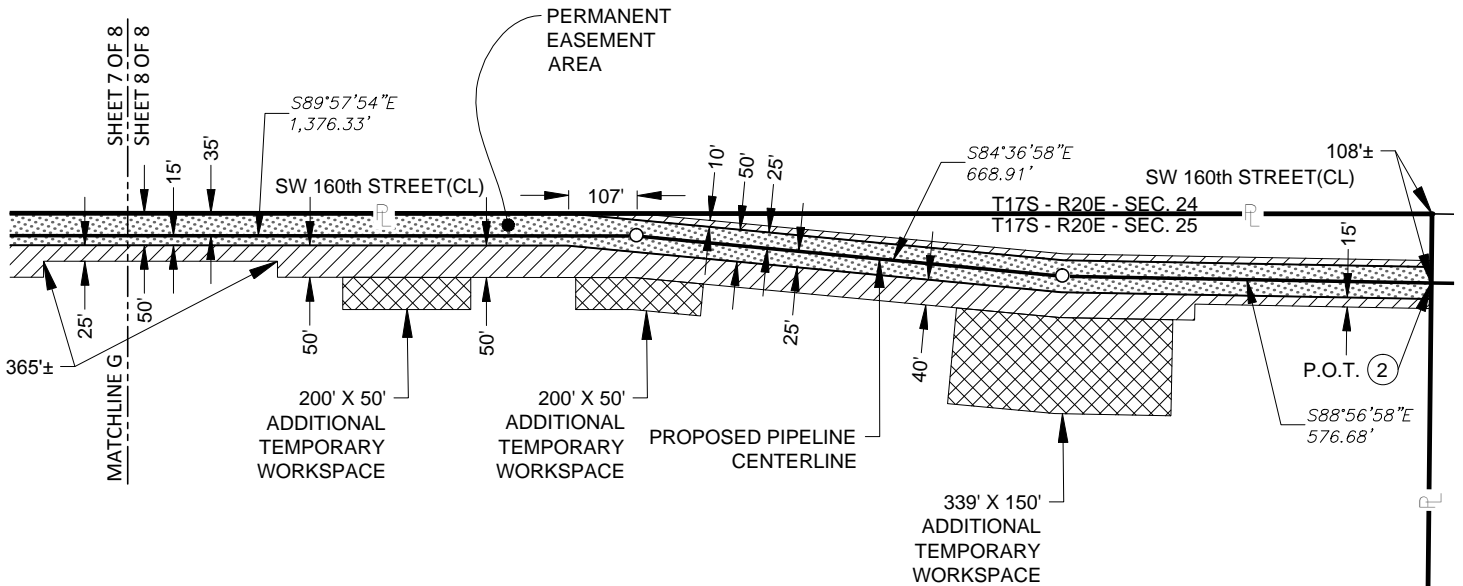 PERMANENT
EASEMENT
AREA
SHEET 7 OF 8
SHEET 8 OF 8
S89°57'54"E
1,376.33'
15'
35'
SW 160th STREET(CL)
PL
107'
10'
50'
25'
S84°36'58"E
668.91'
108'±
SW 160th STREET(CL)
T17S - R20E - SEC. 24
PL
T17S - R20E - SEC. 25
15'
25'
50'
50'
50'
25'
40'
365'±
MATCHLINE G
P.O.T. 2
200' X 50'
ADDITIONAL
TEMPORARY
WORKSPACE
200' X 50'
ADDITIONAL
TEMPORARY
WORKSPACE
PROPOSED PIPELINE
CENTERLINE
S88°56'58"E
576.68'
339' X 150'
ADDITIONAL
TEMPORARY
WORKSPACE
PL